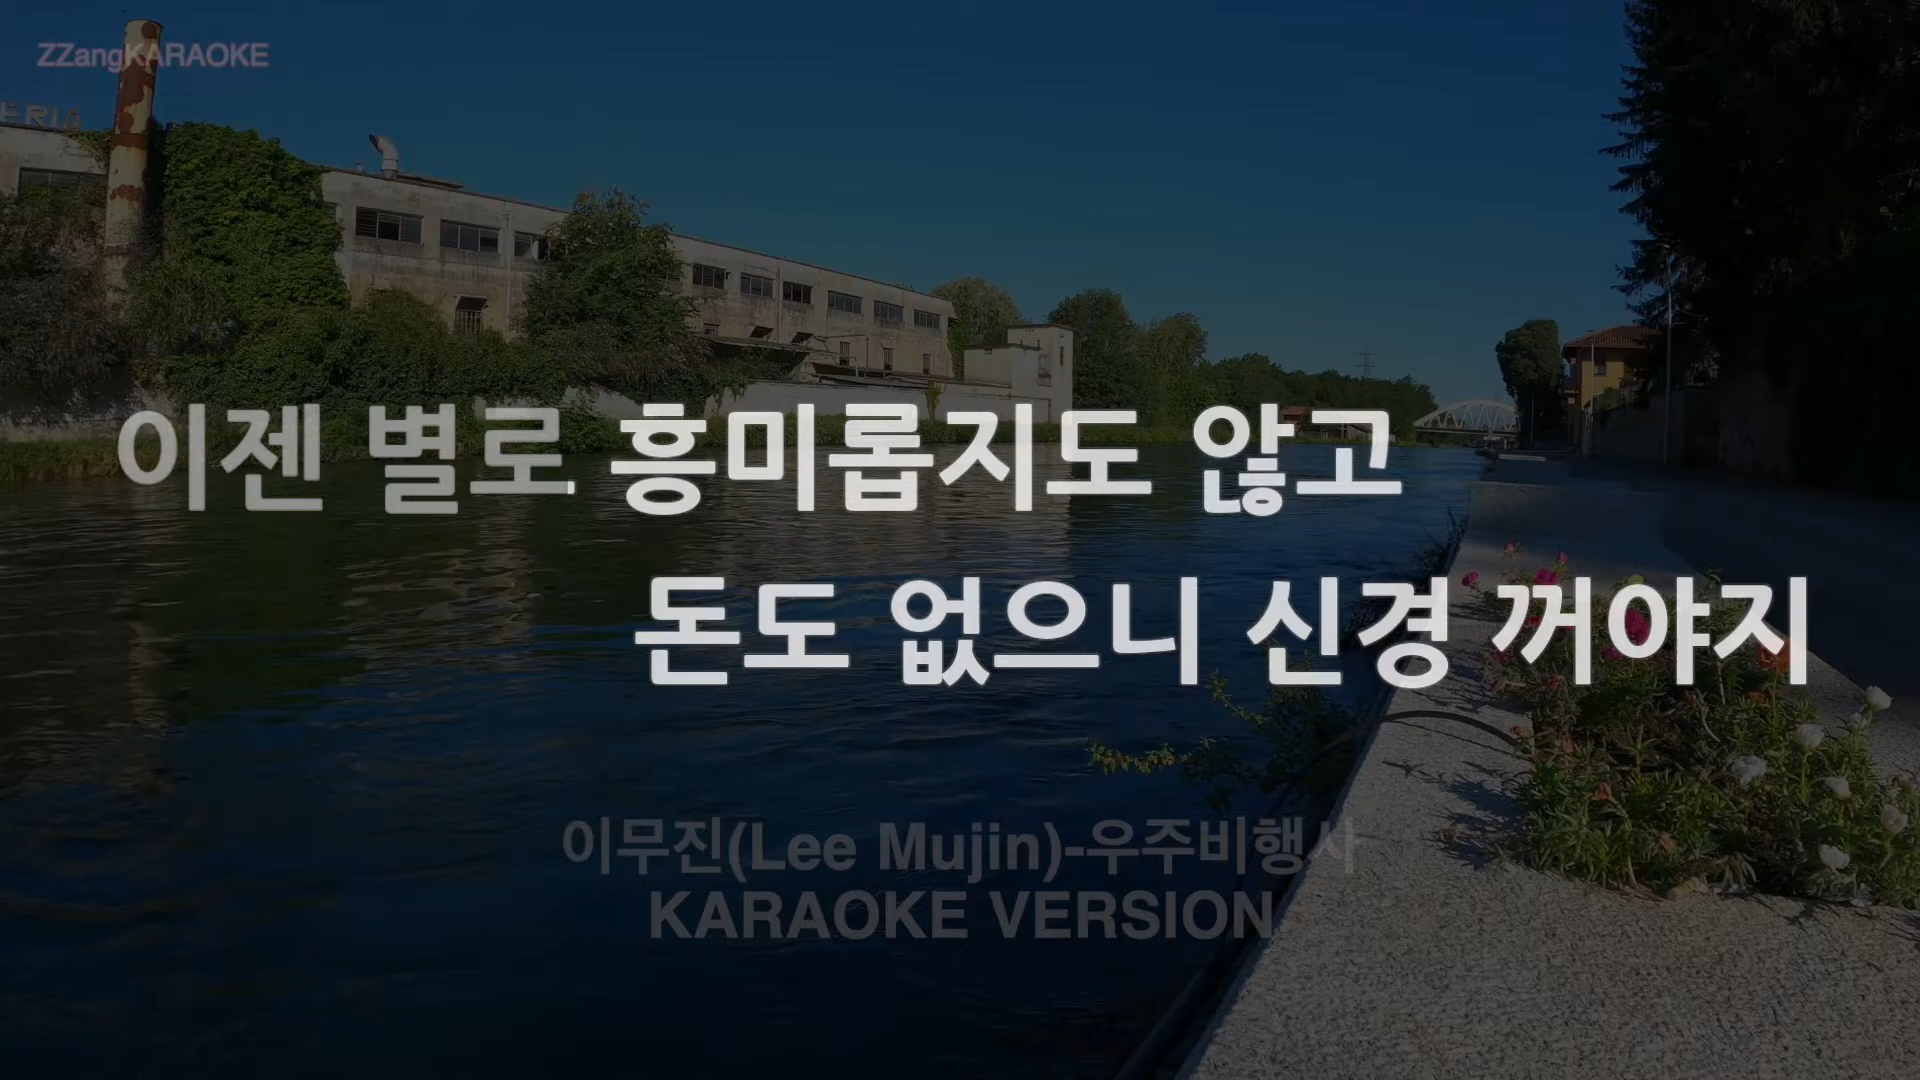 ZZangKARAOKE
ERIA
이젠 별로 흥미롭지도 않고
돈도 없으니 신경 꺼야지
이무진(Lee Mujin)-우주비행사
KARAOKE VERSION